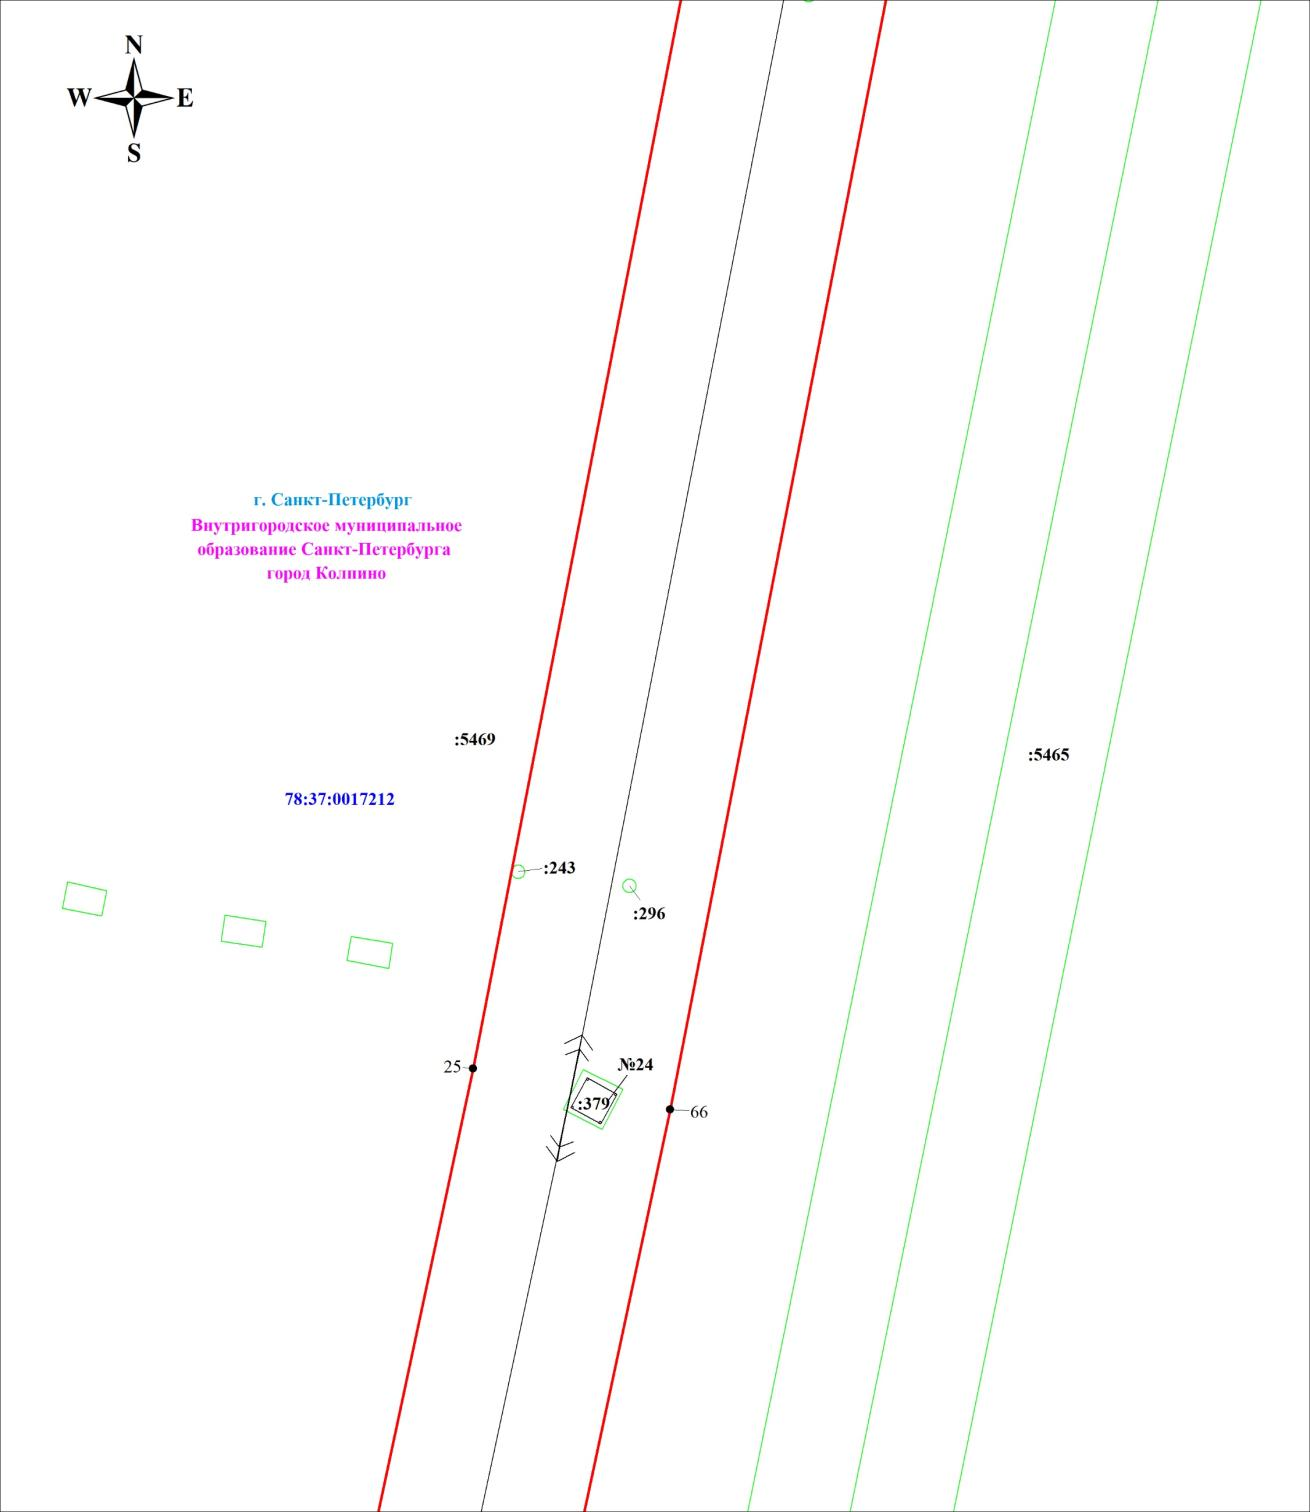 N
W E
S
г. Санкт-Петербург
Внутригородское муниципальное
образование Санкт-Петербурга
город Колпино
:5469
:5465
78:37:0017212
:243
:296
25
№24
:379
66